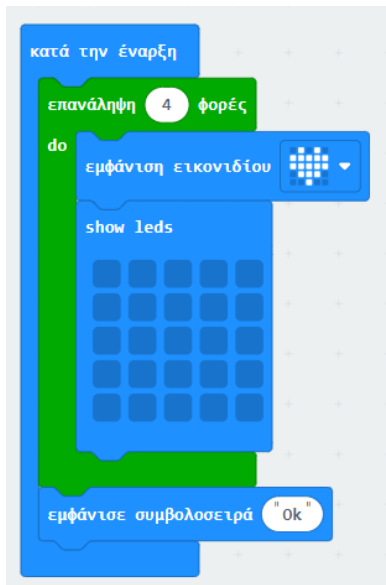 κατά την έναρξη
επανάληψη 4 φορές
do
εμφάνιση εικονιδίου
show leds
εμφάνισε συμβολοσειρά "Ok"